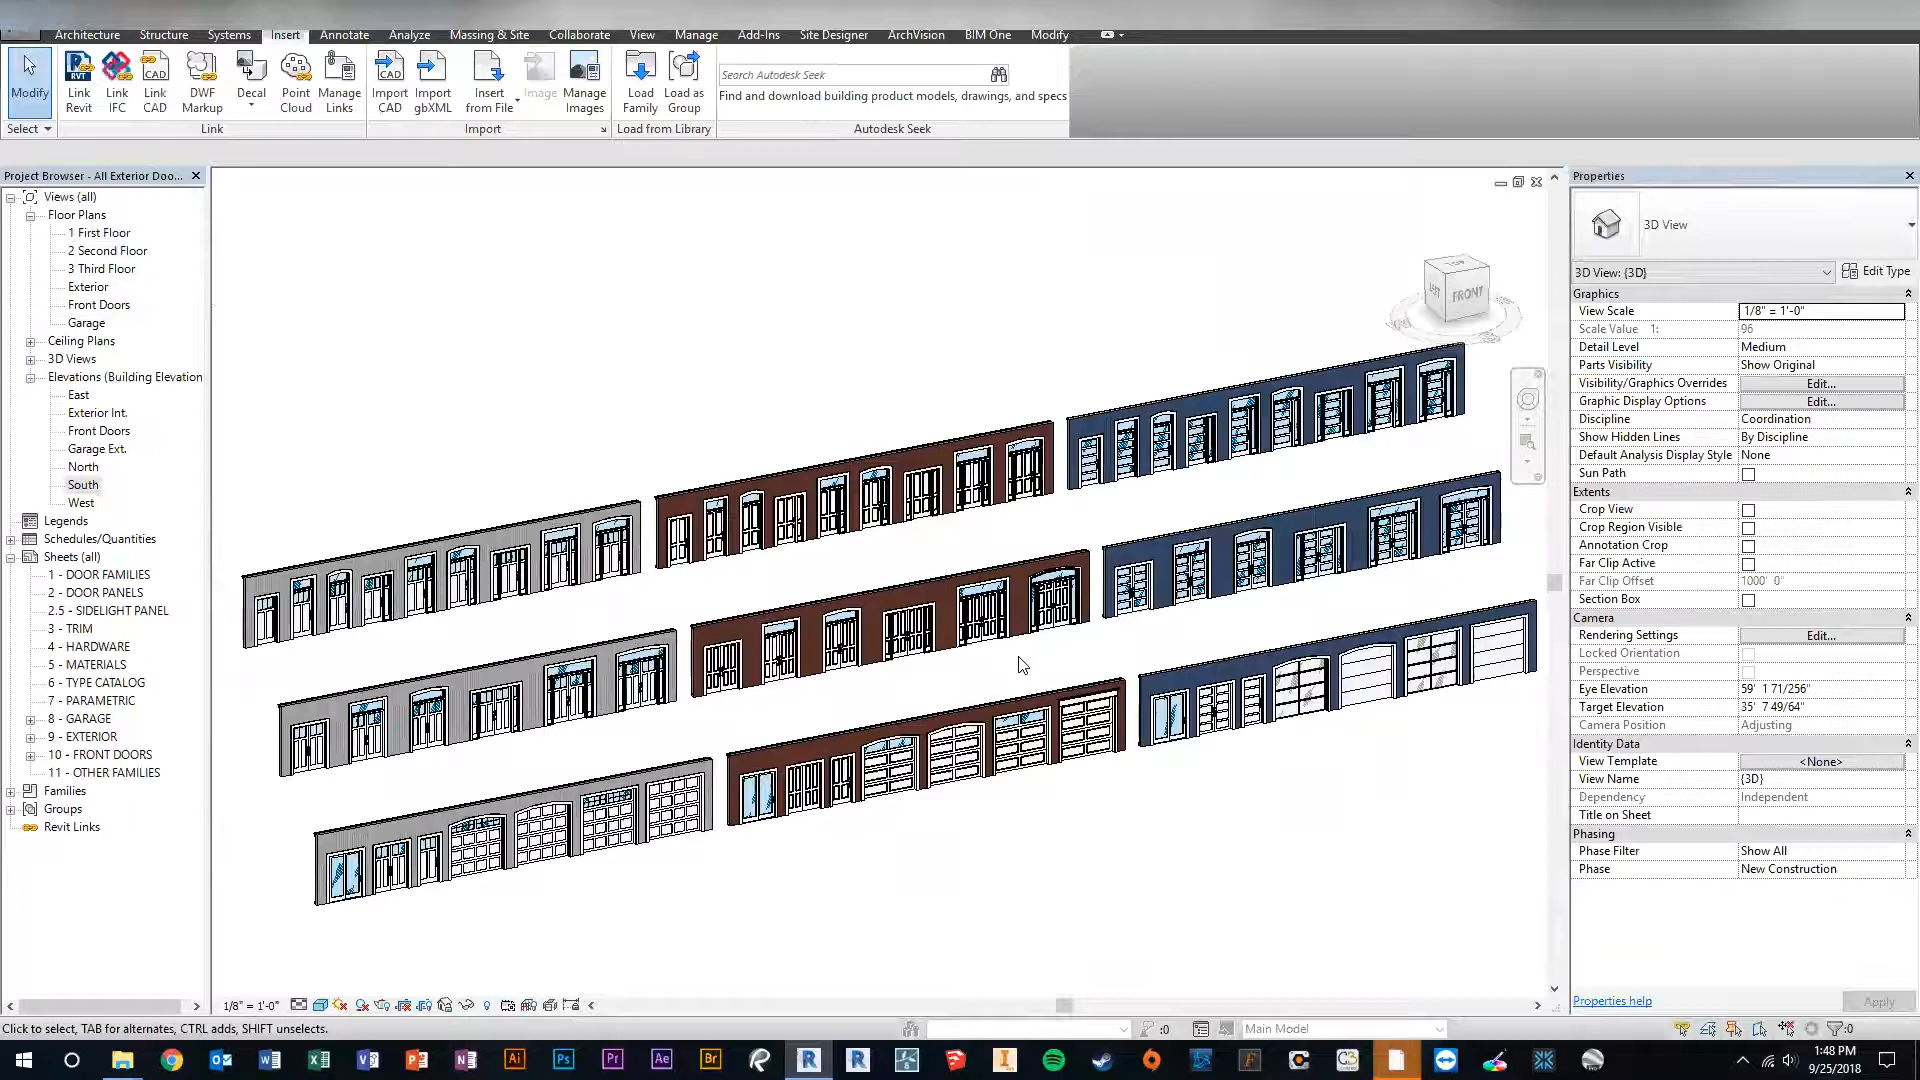 Architecture Structure Systems Insert Annotate Analyze Massing & Site Collaborate View Manage Add-Ins Site Designer ArchVision BIM One Modify
Modify
Link Revit
Link IFC
Link CAD
DWF Markup
Decal
Point Cloud
Manage Links
Import CAD
Import gbXML
Insert from File
Image
Manage Images
Load Family
Load as Group
Search Autodesk Seek
Find and download building product models, drawings, and specs
Select
Link
Import
Load from Library
Autodesk Seek
Project Browser - All Exterior Doo...
Views (all)
Floor Plans
1 First Floor
2 Second Floor
3 Third Floor
Exterior
Front Doors
Garage
Ceiling Plans
3D Views
Elevations (Building Elevation
East
Exterior Int.
Front Doors
Garage Ext.
North
South
West
Legends
Schedules/Quantities
Sheets (all)
1 - DOOR FAMILIES
2 - DOOR PANELS
2.5 - SIDELIGHT PANEL
3 - TRIM
4 - HARDWARE
5 - MATERIALS
6 - TYPE CATALOG
7 - PARAMETRIC
8 - GARAGE
9 - EXTERIOR
10 - FRONT DOORS
11 - OTHER FAMILIES
Families
Groups
Revit Links
TOP
LEFT
FRONT
Properties
3D View
3D View: {3D}
Edit Type
Graphics
View Scale 1/8" = 1'-0"
Scale Value 1: 96
Detail Level Medium
Parts Visibility Show Original
Visibility/Graphics Overrides Edit...
Graphic Display Options Edit...
Discipline Coordination
Show Hidden Lines By Discipline
Default Analysis Display Style None
Sun Path
Extents
Crop View
Crop Region Visible
Annotation Crop
Far Clip Active
Far Clip Offset 1000' 0"
Section Box
Camera
Rendering Settings Edit...
Locked Orientation
Perspective
Eye Elevation 59' 1 71/256"
Target Elevation 35' 7 49/64"
Camera Position Adjusting
Identity Data
View Template <None>
View Name {3D}
Dependency Independent
Title on Sheet
Phasing
Phase Filter Show All
Phase New Construction
Properties help
Apply
1/8" = 1'-0"
Click to select, TAB for alternates, CTRL adds, SHIFT unselects.
:0
Main Model
:0
1:48 PM
9/25/2018